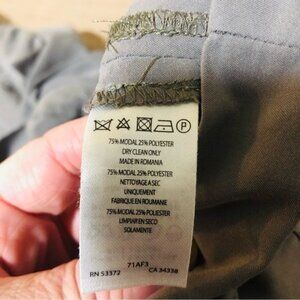 P
75% MODAL 25% POLYESTER
DRY CLEAN ONLY
MADE IN ROMANIA
75% MODAL 25% POLYESTER
NETTOYAGE A SEC
UNIQUEMENT
FABRIQUE EN ROUMANIE
75% MODAL 25% POLIESTER
LIMPIAR EN SECO
SOLAMENTE
71AF3
RN 53372 CA 34338